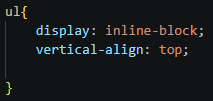 ul{
    display: inline-block;
    vertical-align: top;
}